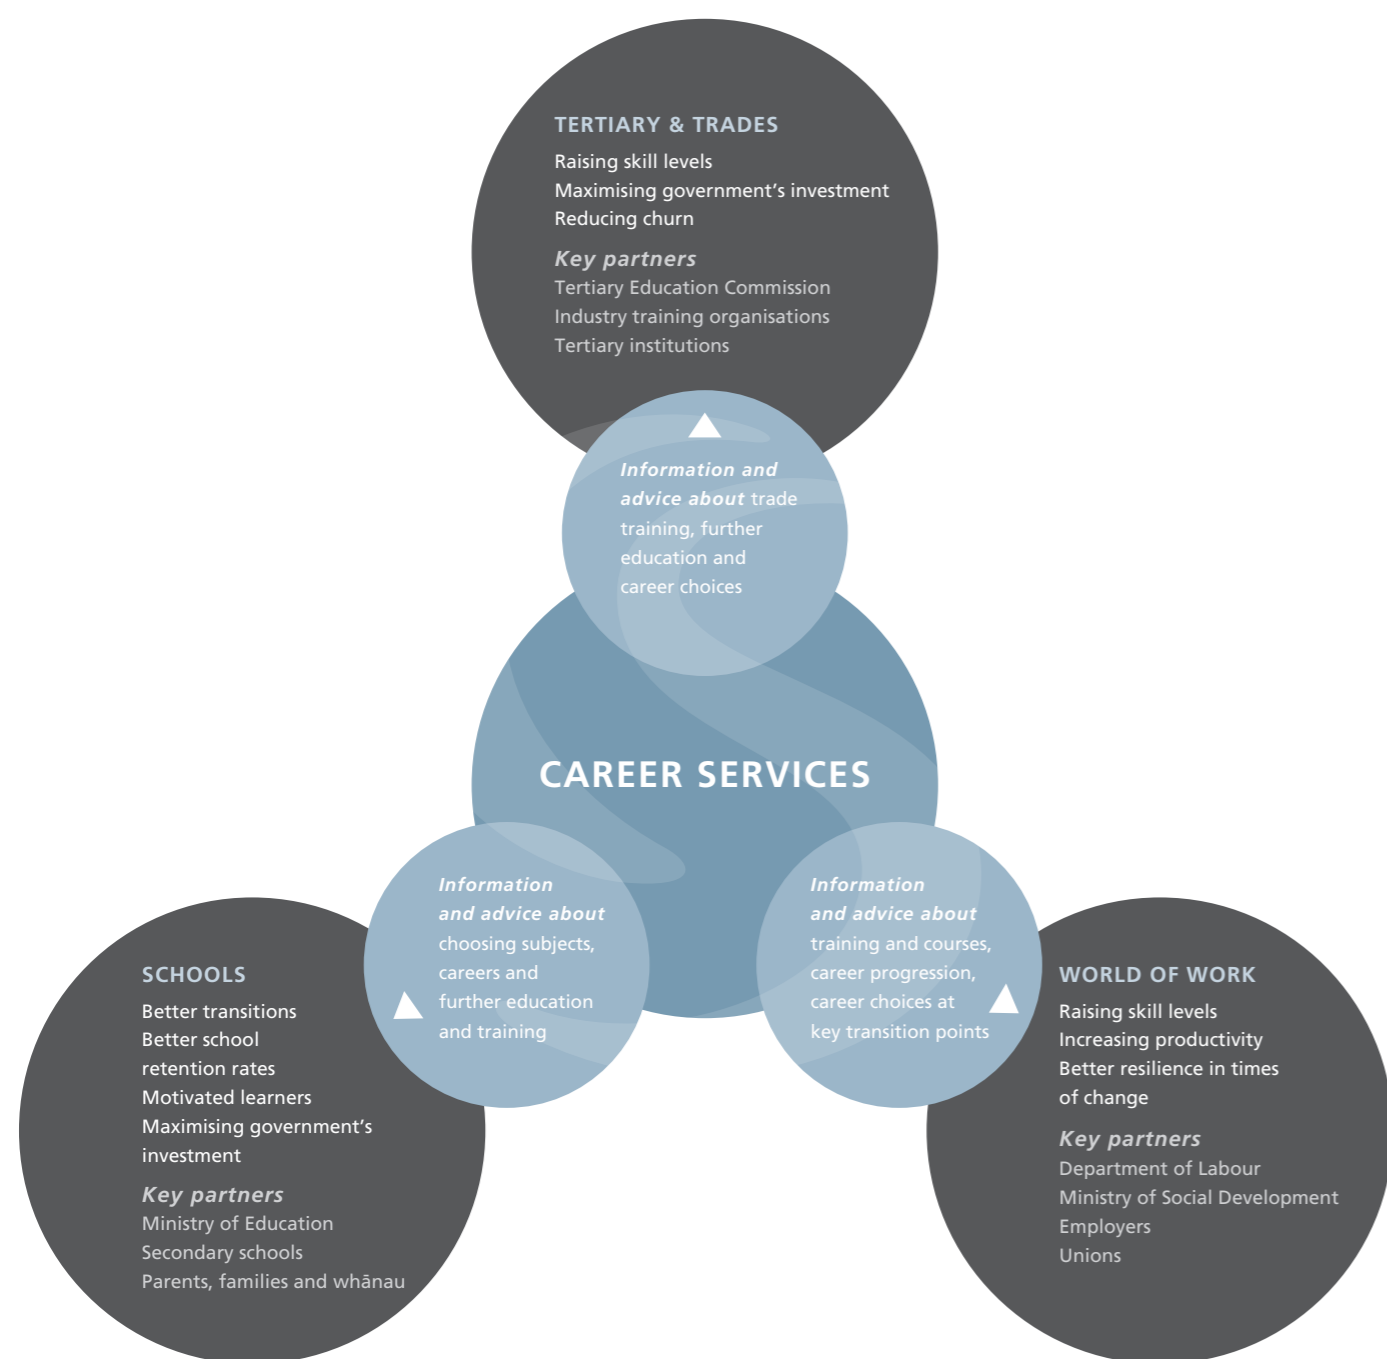 TERTIARY & TRADES
Raising skill levels
Maximising government’s investment
Reducing churn
Key partners
Tertiary Education Commission
Industry training organisations
Tertiary institutions
Information and
advice about trade
training, further
education and
career choices
CAREER SERVICES
Information
and advice about
choosing subjects,
careers and
further education
and training
Information
and advice about
training and courses,
career progression,
career choices at
key transition points
SCHOOLS
Better transitions
Better school
retention rates
Motivated learners
Maximising government’s
investment
Key partners
Ministry of Education
Secondary schools
Parents, families and whānau
WORLD OF WORK
Raising skill levels
Increasing productivity
Better resilience in times
of change
Key partners
Department of Labour
Ministry of Social Development
Employers
Unions